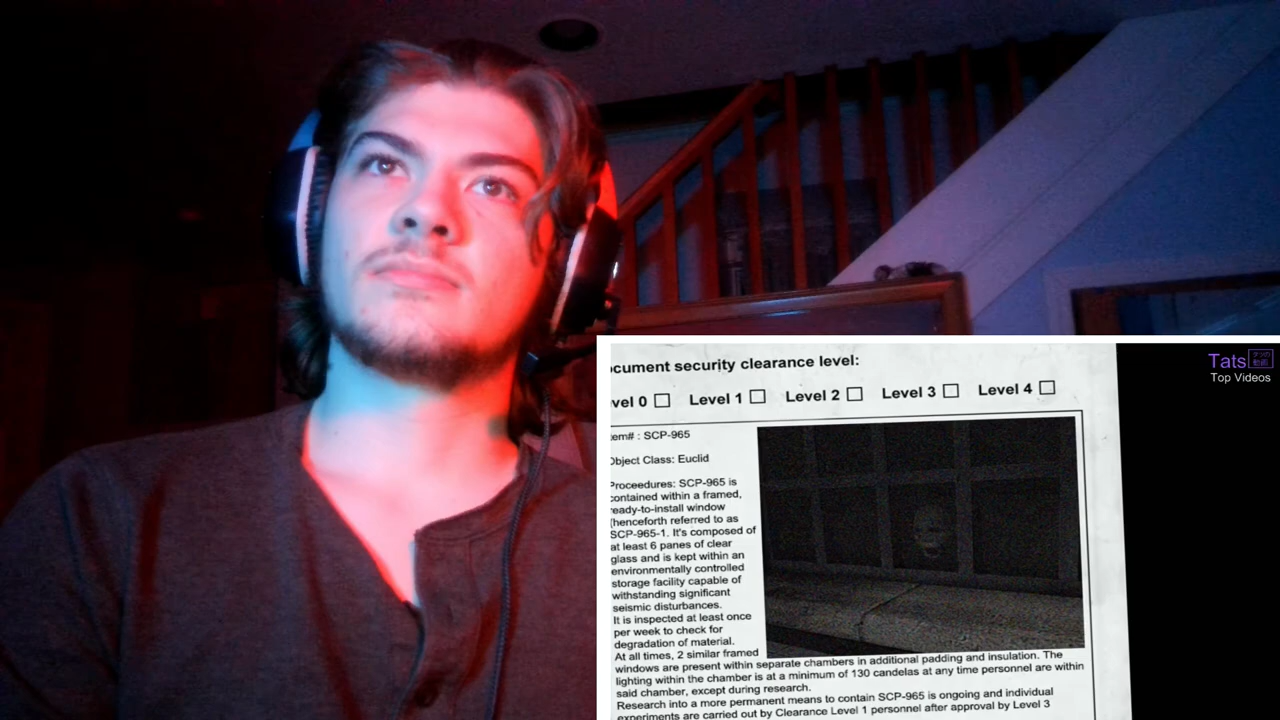 Tats
Top Videos
ocument security clearance level:
vel 0 Level 1 Level 2 Level 3 Level 4
tem# : SCP-965
Object Class: Euclid
Proceedures: SCP-965 is
contained within a framed,
ready-to-install window
(henceforth referred to as
SCP-965-1. It's composed of
at least 6 panes of clear
glass and is kept within an
environmentally controlled
storage facility capable of
withstanding significant
seismic disturbances.
It is inspected at least once
per week to check for
degradation of material.
At all times, 2 similar framed
windows are present within separate chambers in additional padding and insulation. The
lighting within the chamber is at a minimum of 130 candelas at any time personnel are within
said chamber, except during research.
Research into a more permanent means to contain SCP-965 is ongoing and individual
experiments are carried out by Clearance Level 1 personnel after approval by Level 3